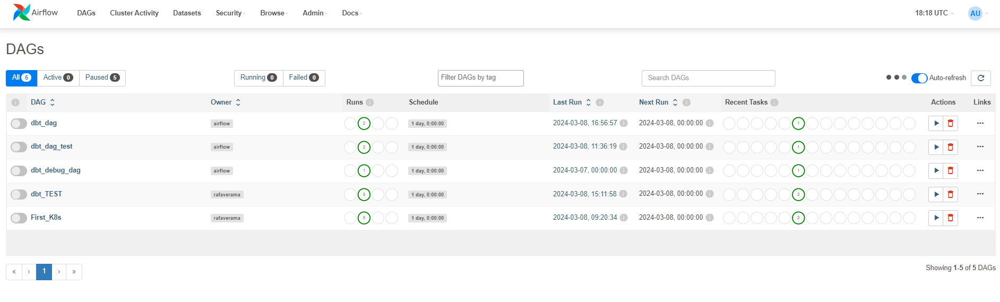 Airflow DAGs Cluster Activity Datasets Security Browse Admin Docs 18:18 UTC AU
DAGs
All 5 Active 0 Paused 5 Running 0 Failed 0 Filter DAGs by tag Search DAGs Auto-refresh
DAG Owner Runs Schedule Last Run Next Run Recent Tasks Actions Links
dbt_dag airflow 2 1 day, 0:00:00 2024-03-08, 16:56:57 2024-03-08, 00:00:00 1
dbt_dag_test airflow 2 1 day, 0:00:00 2024-03-08, 11:36:19 2024-03-08, 00:00:00 1
dbt_debug_dag airflow 1 1 day, 0:00:00 2024-03-07, 00:00:00 2024-03-08, 00:00:00 1
dbt_TEST rafaverama 5 1 day, 0:00:00 2024-03-08, 15:11:58 2024-03-08, 00:00:00 2
First_K8s rafaverama 5 1 day, 0:00:00 2024-03-08, 09:20:34 2024-03-08, 00:00:00 2
« ‹ 1 › » Showing 1-5 of 5 DAGs